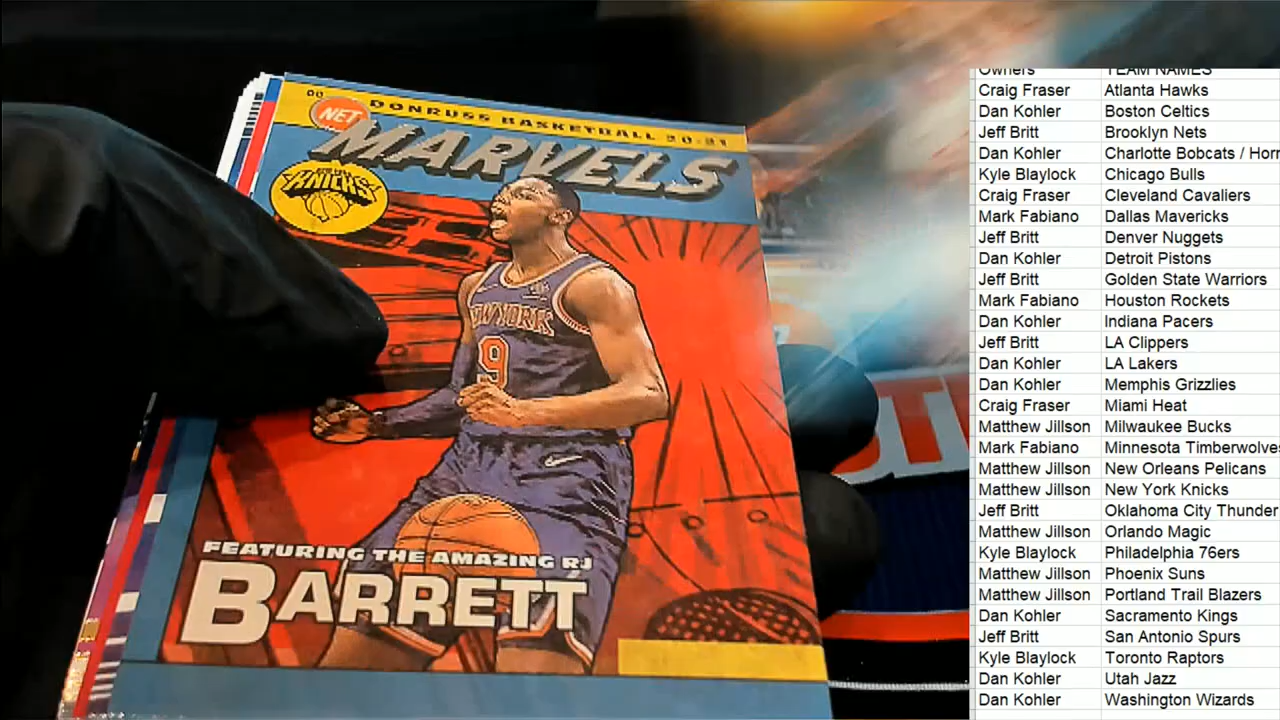 DONRUSS BASKETBALL 20-21
NET
MARVELS
KNICKS
NEW YORK
9
FEATURING THE AMAZING RJ
BARRETT
Owners TEAM NAMES
Craig Fraser Atlanta Hawks
Dan Kohler Boston Celtics
Jeff Britt Brooklyn Nets
Dan Kohler Charlotte Bobcats / Horr
Kyle Blaylock Chicago Bulls
Craig Fraser Cleveland Cavaliers
Mark Fabiano Dallas Mavericks
Jeff Britt Denver Nuggets
Dan Kohler Detroit Pistons
Jeff Britt Golden State Warriors
Mark Fabiano Houston Rockets
Dan Kohler Indiana Pacers
Jeff Britt LA Clippers
Dan Kohler LA Lakers
Dan Kohler Memphis Grizzlies
Craig Fraser Miami Heat
Matthew Jillson Milwaukee Bucks
Mark Fabiano Minnesota Timberwolves
Matthew Jillson New Orleans Pelicans
Matthew Jillson New York Knicks
Jeff Britt Oklahoma City Thunder
Matthew Jillson Orlando Magic
Kyle Blaylock Philadelphia 76ers
Matthew Jillson Phoenix Suns
Matthew Jillson Portland Trail Blazers
Dan Kohler Sacramento Kings
Jeff Britt San Antonio Spurs
Kyle Blaylock Toronto Raptors
Dan Kohler Utah Jazz
Dan Kohler Washington Wizards